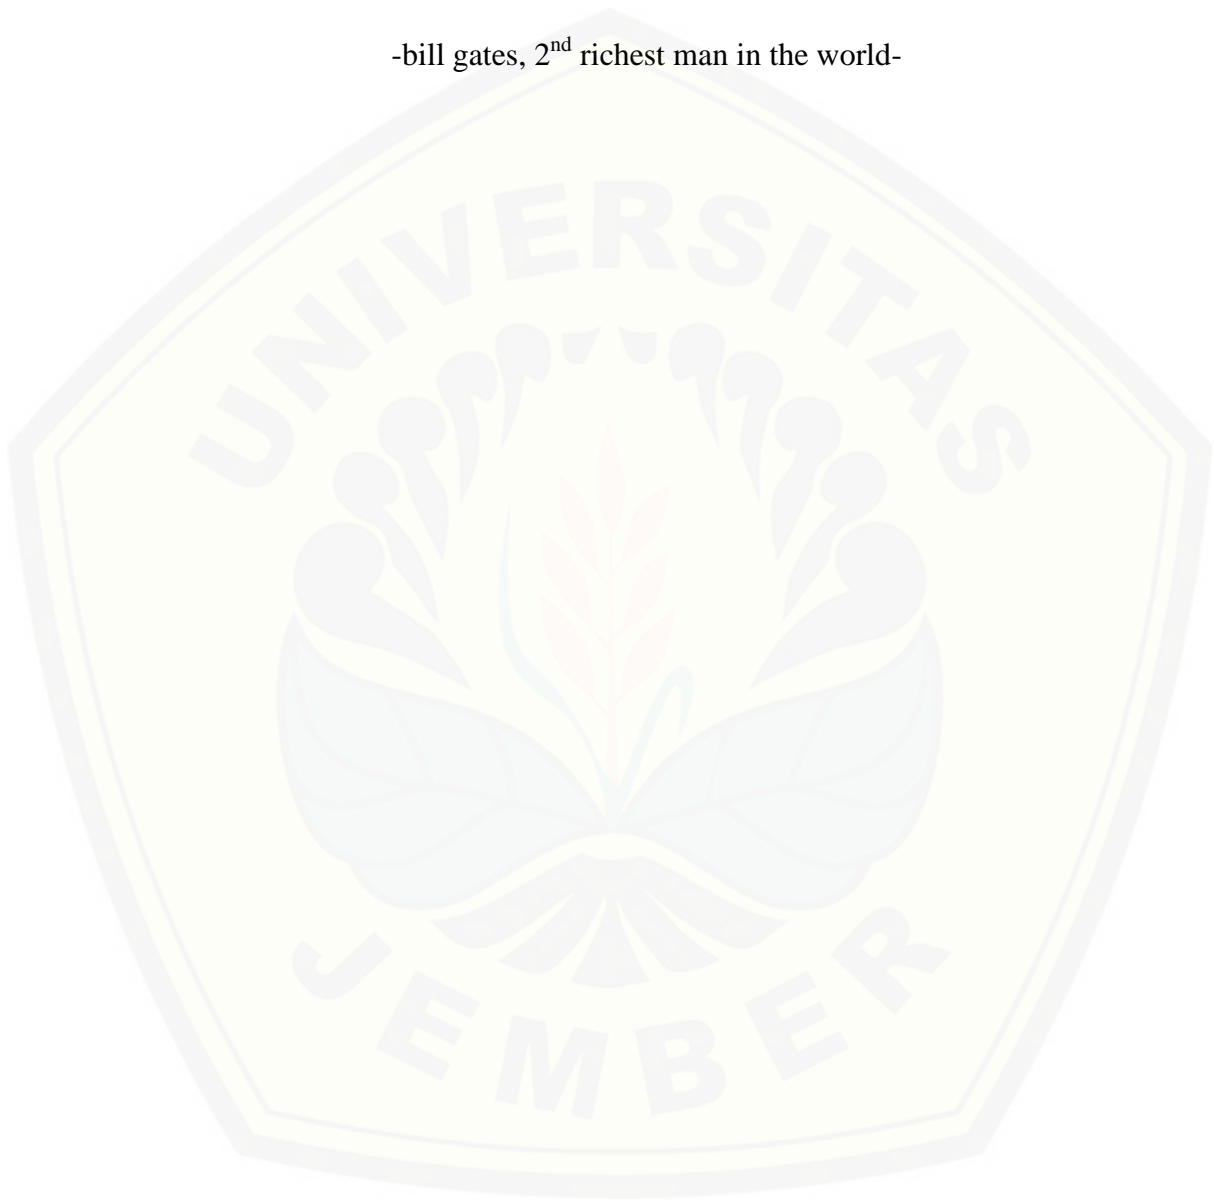 -bill gates, 2nd richest man in the world-
UNIVERSITAS
JEMBER